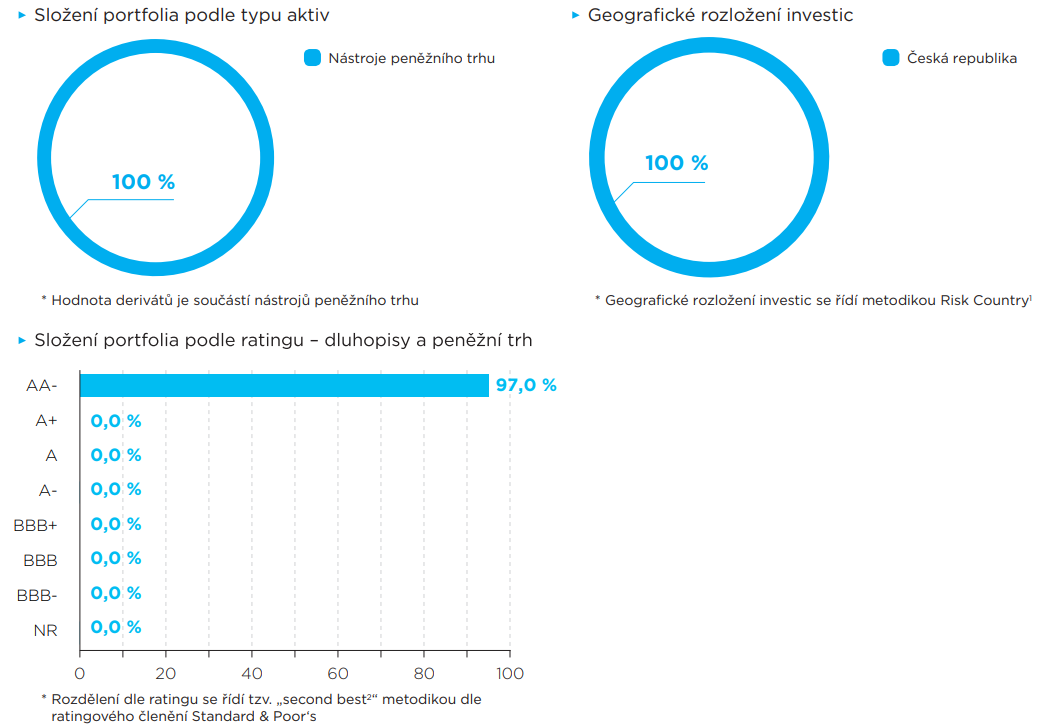 ▸ Složení portfolia podle typu aktiv
Nástroje peněžního trhu
100 %
* Hodnota derivátů je součástí nástrojů peněžního trhu
▸ Geografické rozložení investic
Česká republika
100 %
* Geografické rozložení investic se řídí metodikou Risk Country¹
▸ Složení portfolia podle ratingu – dluhopisy a peněžní trh
AA- 97,0 %
A+ 0,0 %
A 0,0 %
A- 0,0 %
BBB+ 0,0 %
BBB 0,0 %
BBB- 0,0 %
NR 0,0 %
0 20 40 60 80 100
* Rozdělení dle ratingu se řídí tzv. „second best²“ metodikou dle
ratingového členění Standard & Poor‘s